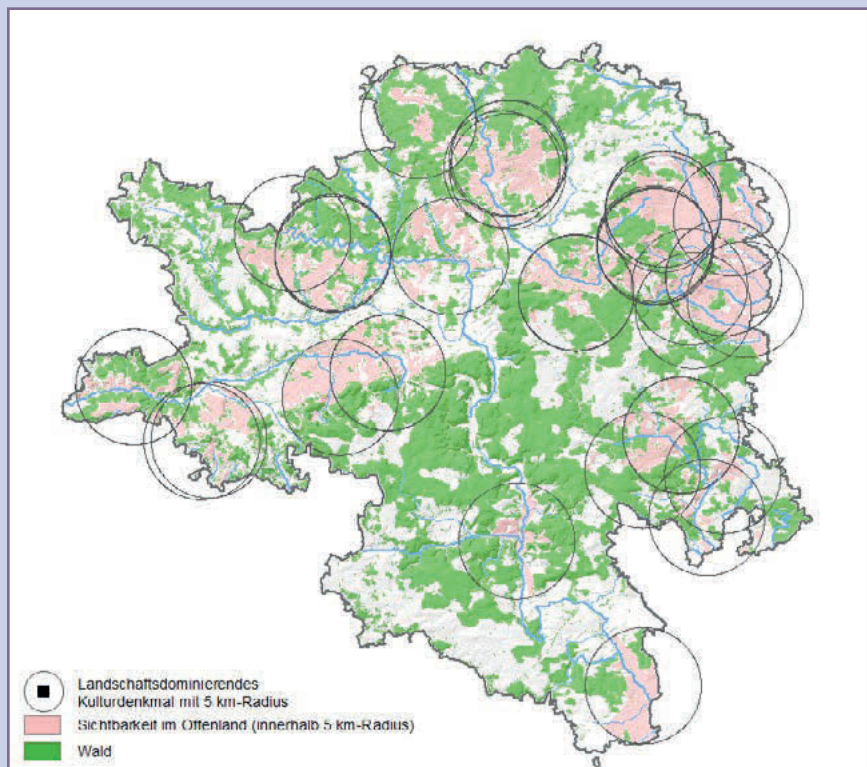 Landschaftsdominierendes
Kulturdenkmal mit 5 km-Radius
Sichtbarkeit im Offenland (innerhalb 5 km-Radius)
Wald